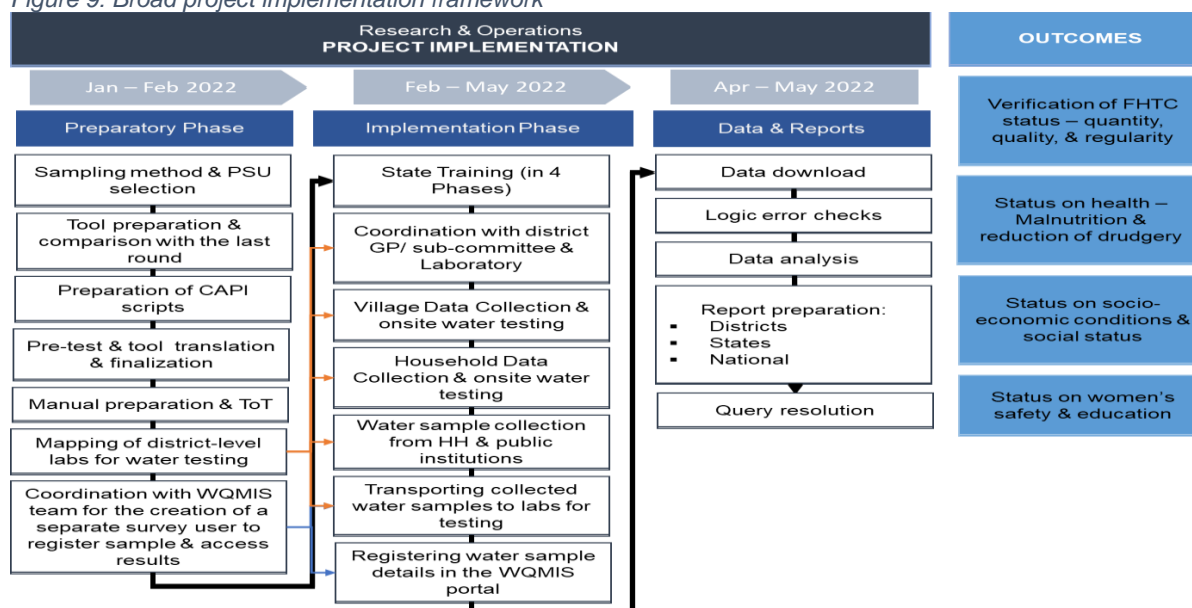 Figure 9: Broad project implementation framework
Research & Operations
PROJECT IMPLEMENTATION
Jan – Feb 2022
Feb – May 2022
Apr – May 2022
Preparatory Phase
Implementation Phase
Data & Reports
Sampling method & PSU
selection
Tool preparation &
comparison with the last
round
Preparation of CAPI
scripts
Pre-test & tool translation
& finalization
Manual preparation & ToT
Mapping of district-level
labs for water testing
Coordination with WQMIS
team for the creation of a
separate survey user to
register sample & access
results
State Training (in 4
Phases)
Coordination with district
GP/ sub-committee &
Laboratory
Village Data Collection &
onsite water testing
Household Data
Collection & onsite water
testing
Water sample collection
from HH & public
institutions
Transporting collected
water samples to labs for
testing
Registering water sample
details in the WQMIS
portal
Data download
Logic error checks
Data analysis
Report preparation:
▪ Districts
▪ States
▪ National
Query resolution
OUTCOMES
Verification of FHTC
status – quantity,
quality, & regularity
Status on health –
Malnutrition &
reduction of drudgery
Status on socio-
economic conditions &
social status
Status on women's
safety & education